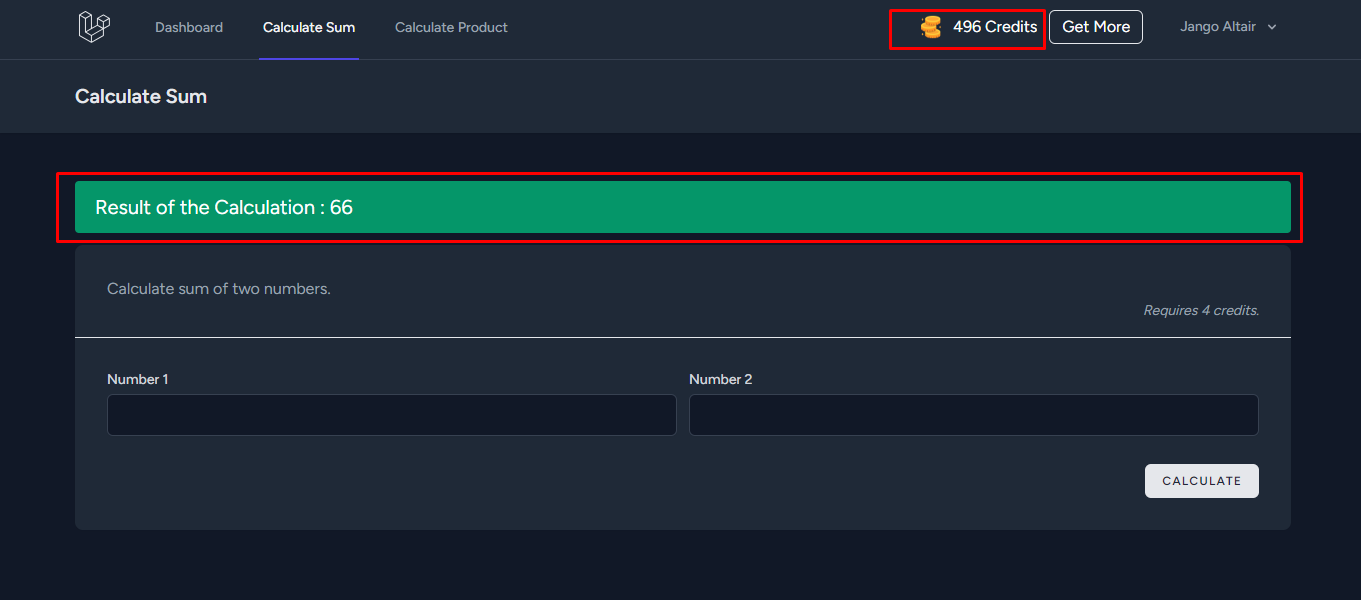 Dashboard Calculate Sum Calculate Product 496 Credits Get More Jango Altair
Calculate Sum
Result of the Calculation : 66
Calculate sum of two numbers.
Requires 4 credits.
Number 1 Number 2
CALCULATE